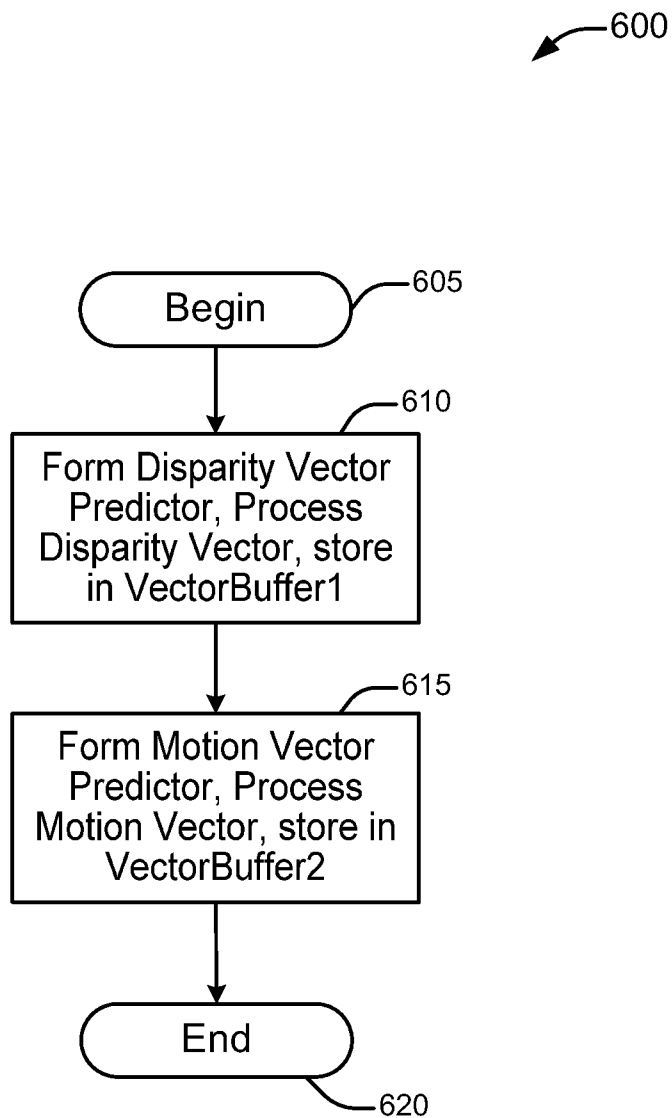 600
Begin
605
610
Form Disparity Vector
Predictor, Process
Disparity Vector, store
in VectorBuffer1
615
Form Motion Vector
Predictor, Process
Motion Vector, store in
VectorBuffer2
End
620